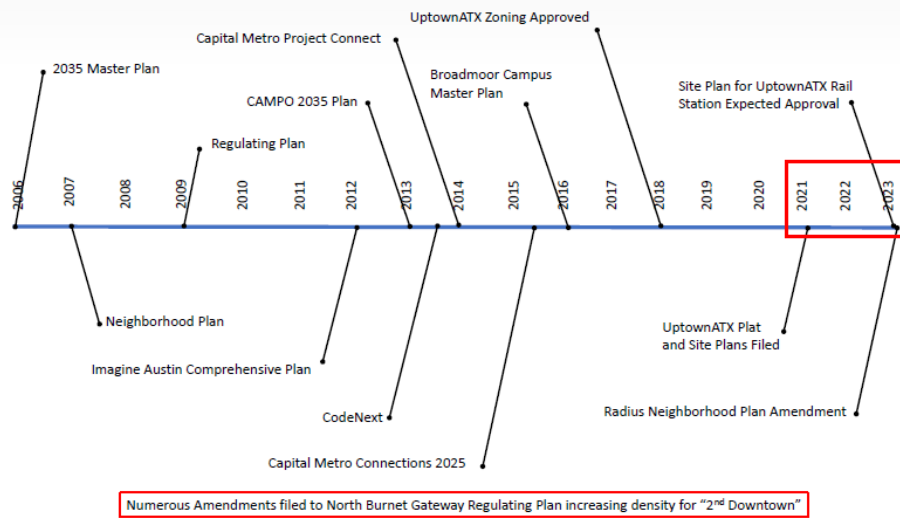 UptownATX Zoning Approved
Capital Metro Project Connect
2035 Master Plan
Broadmoor Campus
Master Plan
Site Plan for UptownATX Rail
Station Expected Approval
CAMPO 2035 Plan
Regulating Plan
2006
2007
2008
2009
2010
2011
2012
2013
2014
2015
2016
2017
2018
2019
2020
2021
2022
2023
Neighborhood Plan
UptownATX Plat
and Site Plans Filed
Imagine Austin Comprehensive Plan
Radius Neighborhood Plan Amendment
CodeNext
Capital Metro Connections 2025
Numerous Amendments filed to North Burnet Gateway Regulating Plan increasing density for “2nd Downtown”